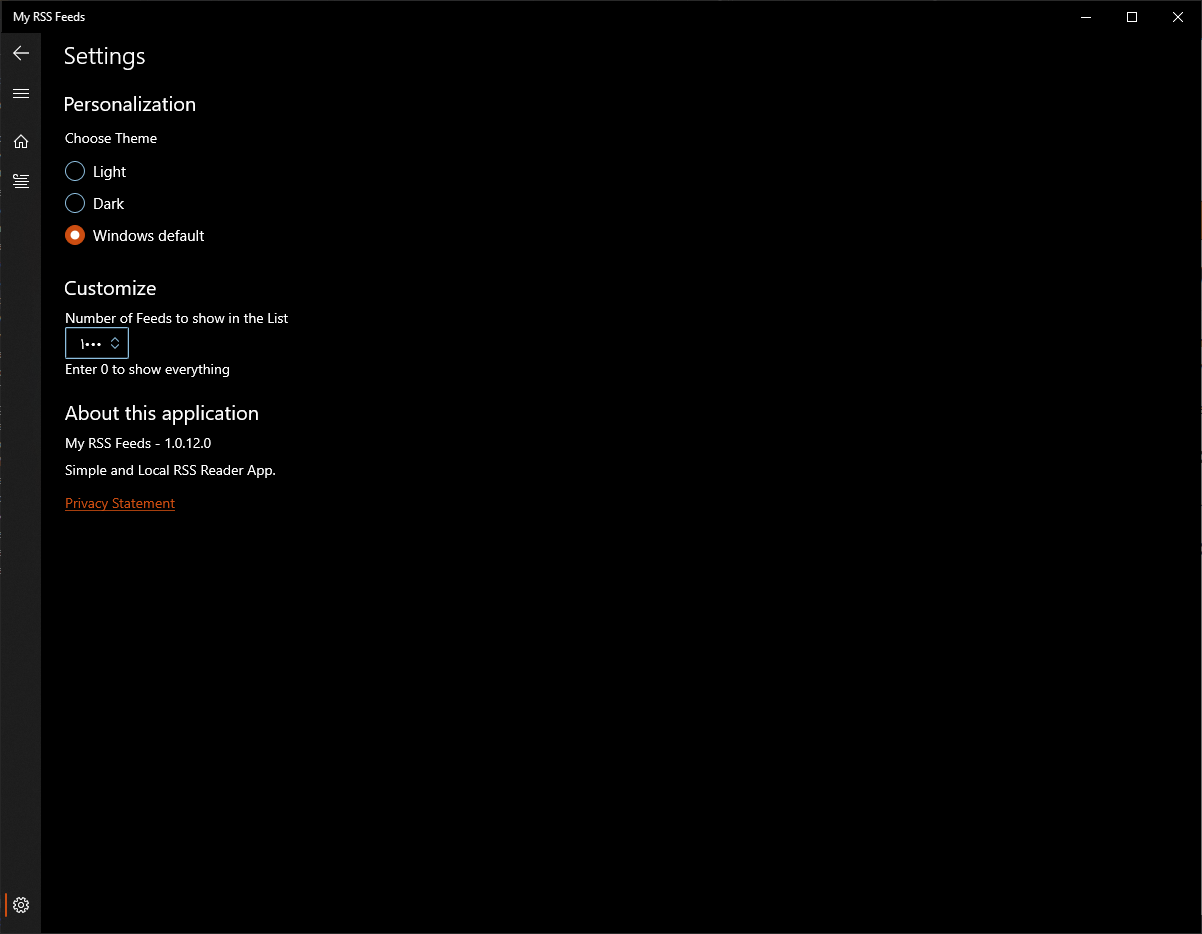 My RSS Feeds
Settings
Personalization
Choose Theme
Light
Dark
Windows default
Customize
Number of Feeds to show in the List
۱۰۰۰
Enter 0 to show everything
About this application
My RSS Feeds - 1.0.12.0
Simple and Local RSS Reader App.
Privacy Statement